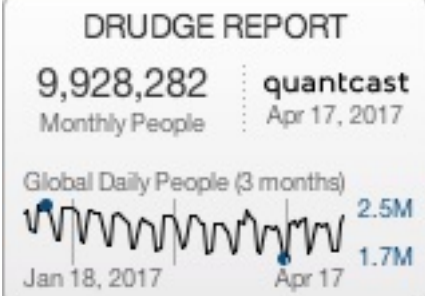 DRUDGE REPORT
9,928,282
Monthly People
quantcast
Apr 17, 2017
Global Daily People (3 months)
2.5M
1.7M
Jan 18, 2017
Apr 17